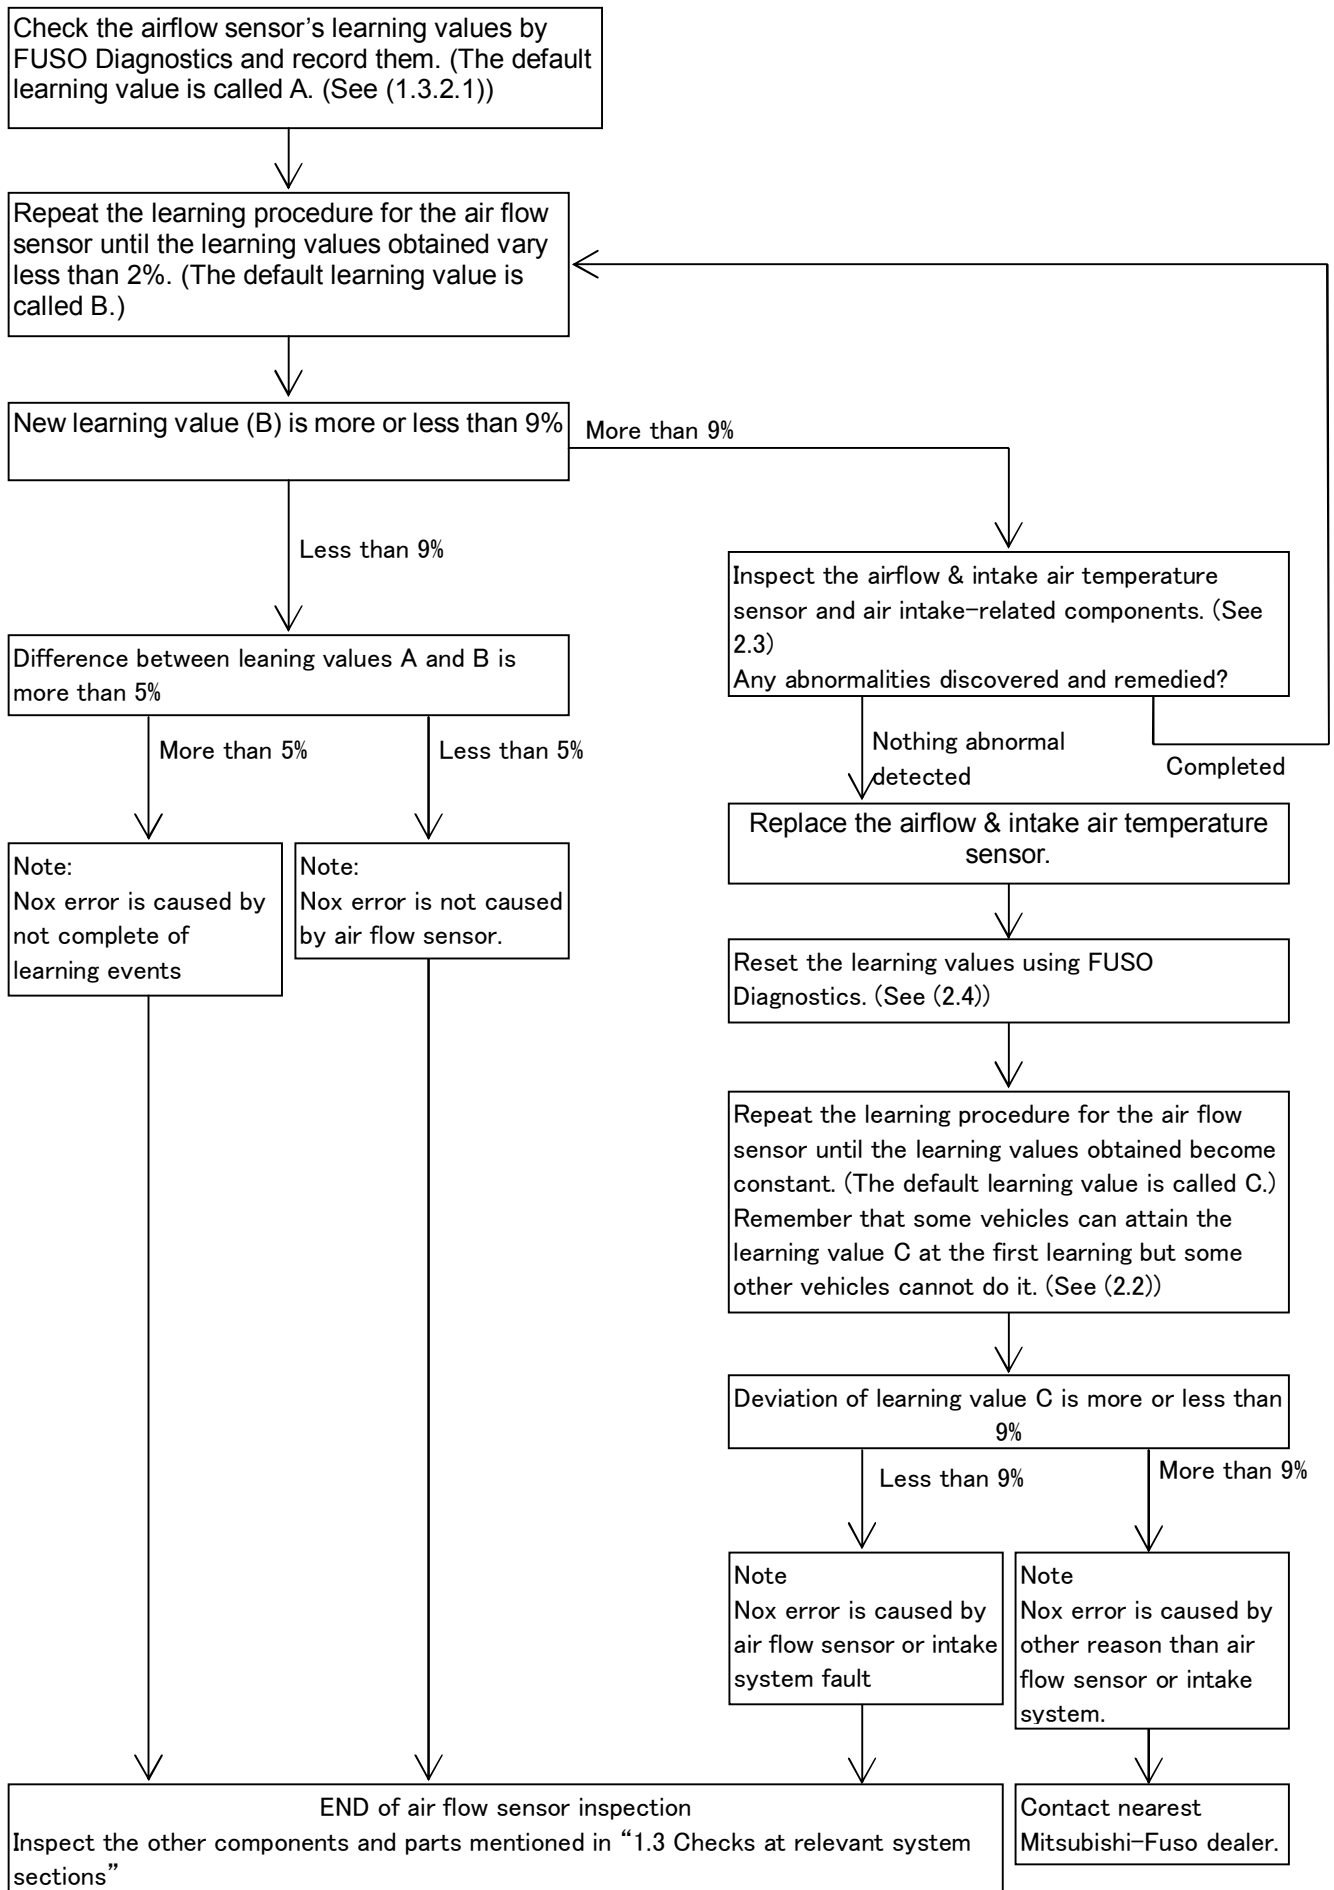 Check the airflow sensor's learning values by
FUSO Diagnostics and record them. (The default
learning value is called A. (See (1.3.2.1))
Repeat the learning procedure for the air flow
sensor until the learning values obtained vary
less than 2%. (The default learning value is
called B.)
New learning value (B) is more or less than 9%
More than 9%
Less than 9%
Inspect the airflow & intake air temperature
sensor and air intake-related components. (See
2.3)
Any abnormalities discovered and remedied?
Difference between leaning values A and B is
more than 5%
More than 5%
Less than 5%
Nothing abnormal
detected
Completed
Replace the airflow & intake air temperature
sensor.
Note:
Nox error is caused by
not complete of
learning events
Note:
Nox error is not caused
by air flow sensor.
Reset the learning values using FUSO
Diagnostics. (See (2.4))
Repeat the learning procedure for the air flow
sensor until the learning values obtained become
constant. (The default learning value is called C.)
Remember that some vehicles can attain the
learning value C at the first learning but some
other vehicles cannot do it. (See (2.2))
Deviation of learning value C is more or less than
9%
Less than 9%
More than 9%
Note
Nox error is caused by
air flow sensor or intake
system fault
Note
Nox error is caused by
other reason than air
flow sensor or intake
system.
END of air flow sensor inspection
Inspect the other components and parts mentioned in “1.3 Checks at relevant system
sections”
Contact nearest
Mitsubishi-Fuso dealer.